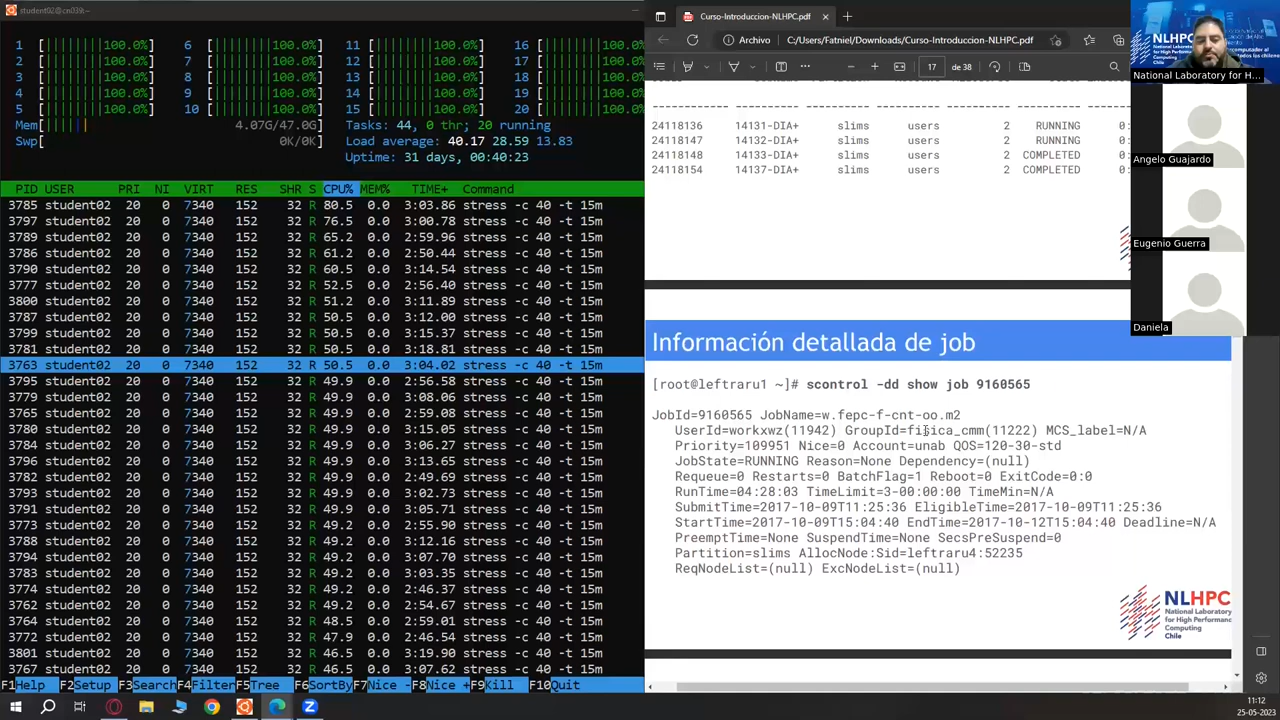 student02@cn039:~
1 [||||||||100.0%] 6 [||||||||100.0%] 11 [||||||||100.0%] 16 [||||||||100.0%
2 [||||||||100.0%] 7 [||||||||100.0%] 12 [||||||||100.0%] 17 [||||||||100.0%
3 [||||||||100.0%] 8 [||||||||100.0%] 13 [||||||||100.0%] 18 [||||||||100.0%
4 [||||||||100.0%] 9 [||||||||100.0%] 14 [||||||||100.0%] 19 [||||||||100.0%
5 [||||||||100.0%] 10 [||||||||100.0%] 15 [||||||||100.0%] 20 [||||||||100.0%
Mem[||||||  4.07G/47.0G] Tasks: 44, 0 thr; 20 running
Swp[  0K/0K] Load average: 40.17 28.59 13.83
Uptime: 31 days, 00:40:23
PID USER PRI NI VIRT RES SHR S CPU% MEM% TIME+ Command
3785 student02 20 0 7340 152 32 R 80.5 0.0 3:03.86 stress -c 40 -t 15m
3797 student02 20 0 7340 152 32 R 76.5 0.0 3:00.78 stress -c 40 -t 15m
3789 student02 20 0 7340 152 32 R 65.2 0.0 2:59.96 stress -c 40 -t 15m
3786 student02 20 0 7340 152 32 R 61.2 0.0 2:50.44 stress -c 40 -t 15m
3790 student02 20 0 7340 152 32 R 60.5 0.0 3:14.54 stress -c 40 -t 15m
3777 student02 20 0 7340 152 32 R 52.5 0.0 2:56.40 stress -c 40 -t 15m
3800 student02 20 0 7340 152 32 R 51.2 0.0 3:11.89 stress -c 40 -t 15m
3787 student02 20 0 7340 152 32 R 50.5 0.0 3:12.00 stress -c 40 -t 15m
3799 student02 20 0 7340 152 32 R 50.5 0.0 3:15.37 stress -c 40 -t 15m
3781 student02 20 0 7340 152 32 R 50.5 0.0 3:18.81 stress -c 40 -t 15m
3763 student02 20 0 7340 152 32 R 50.5 0.0 3:04.02 stress -c 40 -t 15m
3795 student02 20 0 7340 152 32 R 49.9 0.0 2:56.58 stress -c 40 -t 15m
3779 student02 20 0 7340 152 32 R 49.9 0.0 3:08.96 stress -c 40 -t 15m
3765 student02 20 0 7340 152 32 R 49.9 0.0 2:59.08 stress -c 40 -t 15m
3780 student02 20 0 7340 152 32 R 49.9 0.0 2:58.13 stress -c 40 -t 15m
3784 student02 20 0 7340 152 32 R 49.9 0.0 3:06.27 stress -c 40 -t 15m
3796 student02 20 0 7340 152 32 R 49.9 0.0 3:13.65 stress -c 40 -t 15m
3782 student02 20 0 7340 152 32 R 49.9 0.0 2:49.69 stress -c 40 -t 15m
3793 student02 20 0 7340 152 32 R 49.9 0.0 3:02.73 stress -c 40 -t 15m
3791 student02 20 0 7340 152 32 R 49.9 0.0 3:05.71 stress -c 40 -t 15m
3773 student02 20 0 7340 152 32 R 49.9 0.0 2:55.90 stress -c 40 -t 15m
3788 student02 20 0 7340 152 32 R 49.9 0.0 3:12.16 stress -c 40 -t 15m
3794 student02 20 0 7340 152 32 R 49.9 0.0 3:07.70 stress -c 40 -t 15m
3783 student02 20 0 7340 152 32 R 49.2 0.0 3:03.35 stress -c 40 -t 15m
3774 student02 20 0 7340 152 32 R 49.2 0.0 2:46.54 stress -c 40 -t 15m
3762 student02 20 0 7340 152 32 R 49.2 0.0 2:54.67 stress -c 40 -t 15m
3764 student02 20 0 7340 152 32 R 49.2 0.0 2:59.01 stress -c 40 -t 15m
3772 student02 20 0 7340 152 32 R 47.9 0.0 2:46.54 stress -c 40 -t 15m
3801 student02 20 0 7340 152 32 R 46.5 0.0 3:19.90 stress -c 40 -t 15m
3767 student02 20 0 7340 152 32 R 46.5 0.0 3:07.62 stress -c 40 -t 15m
F1Help F2Setup F3Search F4Filter F5Tree F6SortBy F7Nice - F8Nice + F9Kill F10Quit
Curso-Introduccion-NLHPC.pdf
Archivo C:/Users/Fatniel/Downloads/Curso-Introduccion-NLHPC.pdf
17 de 38
------------ ---------- ---------- ---------- ---------- ----------
24118136 14131-DIA+ slims users 2 RUNNING 0:
24118147 14132-DIA+ slims users 2 RUNNING 0:
24118148 14133-DIA+ slims users 2 COMPLETED 0:
24118154 14137-DIA+ slims users 2 COMPLETED 0:
Información detallada de job
[root@leftraru1 ~]# scontrol -dd show job 9160565
JobId=9160565 JobName=w.fepc-f-cnt-oo.m2
UserId=workxwz(11942) GroupId=fisica_cmm(11222) MCS_label=N/A
Priority=109951 Nice=0 Account=unab QOS=120-30-std
JobState=RUNNING Reason=None Dependency=(null)
Requeue=0 Restarts=0 BatchFlag=1 Reboot=0 ExitCode=0:0
RunTime=04:28:03 TimeLimit=3-00:00:00 TimeMin=N/A
SubmitTime=2017-10-09T11:25:36 EligibleTime=2017-10-09T11:25:36
StartTime=2017-10-09T15:04:40 EndTime=2017-10-12T15:04:40 Deadline=N/A
PreemptTime=None SuspendTime=None SecsPreSuspend=0
Partition=slims AllocNode:Sid=leftraru4:52235
ReqNodeList=(null) ExcNodeList=(null)
NLHPC
National Laboratory
for High Performanc
Computing
Chile
National Laboratory for H...
Angelo Guajardo
Eugenio Guerra
Daniela
11:12
25-05-2023